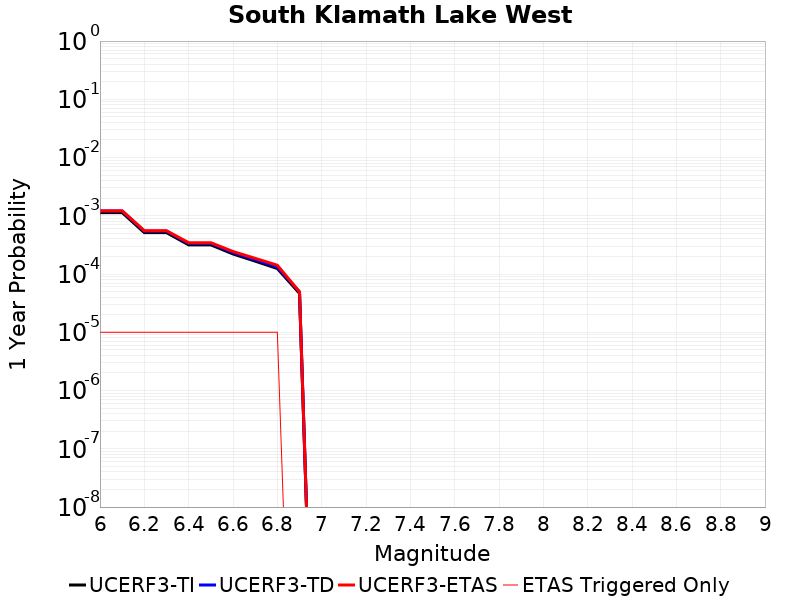 South Klamath Lake West
1 Year Probability
10^0
10^-1
10^-2
10^-3
10^-4
10^-5
10^-6
10^-7
10^-8
6 6.2 6.4 6.6 6.8 7 7.2 7.4 7.6 7.8 8 8.2 8.4 8.6 8.8 9
Magnitude
UCERF3-TI UCERF3-TD UCERF3-ETAS ETAS Triggered Only